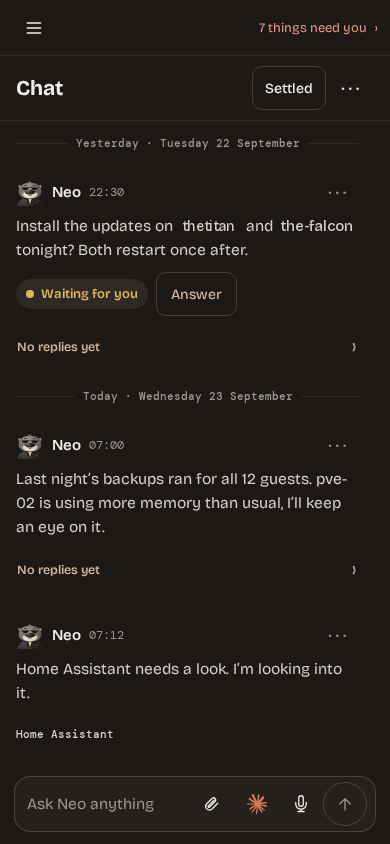 7 things need you ›
Chat
Settled
Yesterday · Tuesday 22 September
Neo 22:30
Install the updates on thetitan and the-falcon
tonight? Both restart once after.
Waiting for you
Answer
No replies yet
Today · Wednesday 23 September
Neo 07:00
Last night's backups ran for all 12 guests. pve-
02 is using more memory than usual, I'll keep
an eye on it.
No replies yet
Neo 07:12
Home Assistant needs a look. I'm looking into
it.
Home Assistant
Ask Neo anything